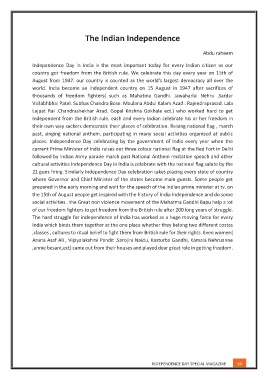 The Indian Independence
Abdu raheem
Independence Day in India is the most important today for every Indian citizen as our
country got freedom from the British rule. We celebrate this day every year on 15th of
August from 1947. our country is counted as the world's largest democracy all over the
world. India become an independent country on 15 August in 1947 after sacrifices of
thousands of freedom fighters( such as Mahatma Gandhi. Jawaharlal Nehru .Sardar
Vallabhbhi Patel. Subhas Chandra Bose. Maulana Abdul Kalam Azad . Rajendraprasad. Lala
Lajpat Rai .Chandrashekhar Azad. Gopal Krishna Gokhale ect.) who worked hard to get
Independent from the British rule. each and every Indian celebrate his or her freedom in
their own way seekers democratic their places of celebration. Raising national flag , march
past, singing national anthem, participating in many social activities organised at public
places. Independence Day celebrating by the government of India every year when the
current Prime Minister of India raises out three colour national flag at the Red Fort in Delhi
followed by Indian Army parade march past National Anthem recitation speech and other
cultural activities Independence Day in India is celebrate with the national flag salute by the
21 guns firing. Similarly Independence Day celebration takes placing every state of country
where Governor and Chief Minister of the states become main guests. Some people get
prepared in the early morning and wait for the speech of the Indian prime minister at tv. on
the 15th of August people get inspired with the history of India Independence and do some
social activities . the Great non violence movement of the Mahatma Gandhi Bapu help a lot
of our freedom fighters to get freedom from the British rule after 200 long years of struggle.
The hard struggle for independence of India has worked as a huge moving force for every
India which binds them together at the one place whether they belong two different castes
,classes , cultures to ritual belief to fight them from British rule for their rights. Even women(
Aruna Asaf Ali , Vijaya lakshmi Pandit ,Sarojini Naidu, Kasturba Gandhi, Kamala Nehru anne
,annie besant,ect) came out from their houses and played dear great role in getting freedom.
INDEPENDENCE DAY SPECIAL MAGAZINE